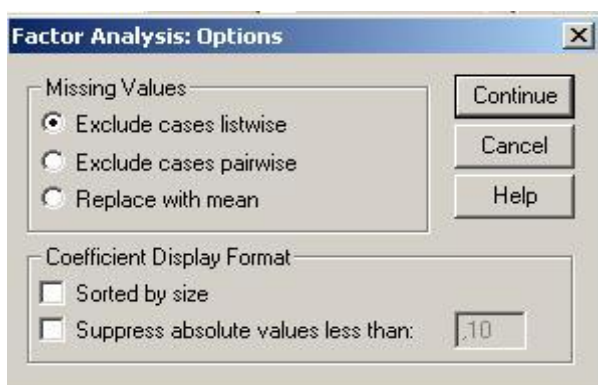 Factor Analysis: Options
Missing Values
Exclude cases listwise
Exclude cases pairwise
Replace with mean
Continue
Cancel
Help
Coefficient Display Format
Sorted by size
Suppress absolute values less than: ,10